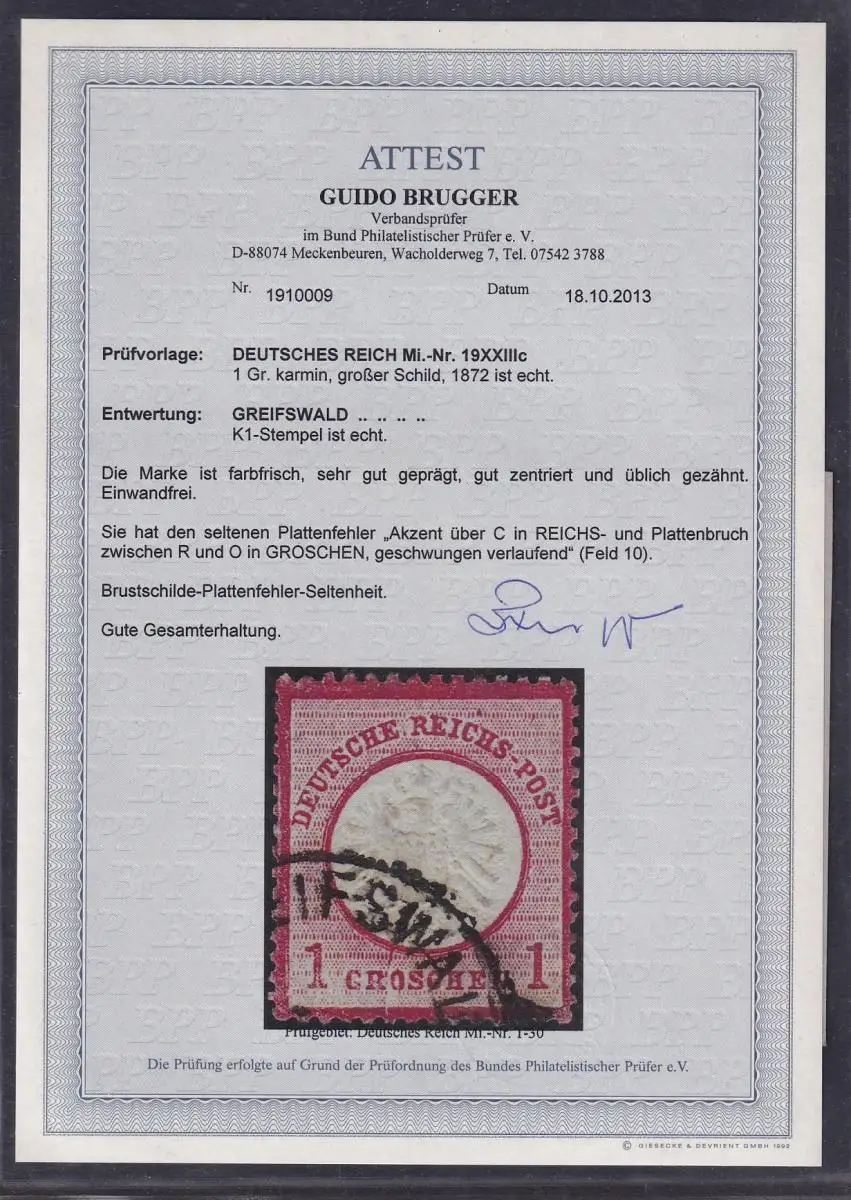 ATTEST
GUIDO BRUGGER
Verbandsprüfer
im Bund Philatelistischer Prüfer e. V.
D-88074 Meckenbeuren, Wacholderweg 7, Tel. 07542 3788
Nr. 1910009 Datum 18.10.2013
Prüfvorlage: DEUTSCHES REICH Mi.-Nr. 19XXIIIc
1 Gr. karmin, großer Schild, 1872 ist echt.
Entwertung: GREIFSWALD .. .. .. ..
K1-Stempel ist echt.
Die Marke ist farbfrisch, sehr gut geprägt, gut zentriert und üblich gezähnt.
Einwandfrei.
Sie hat den seltenen Plattenfehler „Akzent über C in REICHS- und Plattenbruch
zwischen R und O in GROSCHEN, geschwungen verlaufend“ (Feld 10).
Brustschilde-Plattenfehler-Seltenheit.
Gute Gesamterhaltung.
DEUTSCHE REICHS-POST
IFSWAL
1 GROSCHEN 1
Prüfgebiet: Deutsches Reich Mi.-Nr. 1-30
Die Prüfung erfolgte auf Grund der Prüfordnung des Bundes Philatelistischer Prüfer e.V.
© GIESECKE & DEVRIENT GMBH 1992